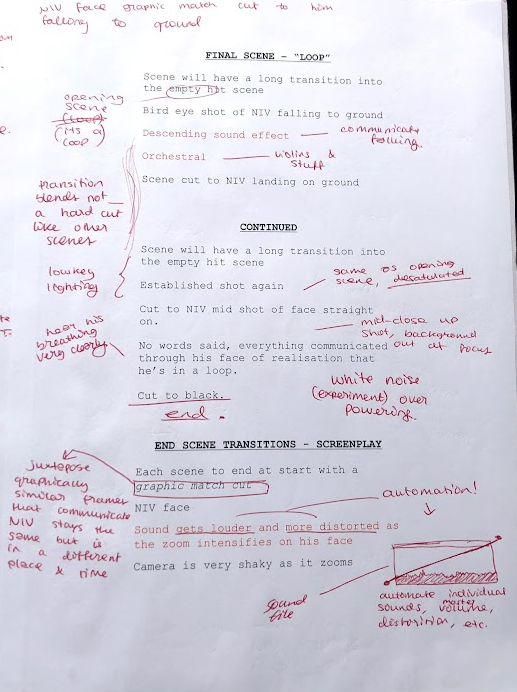 NIV face graphic match cut to him
falling to ground
FINAL SCENE - "LOOP"
Scene will have a long transition into
the empty hit scene
opening
scene
(loop)
(its a
loop)
Bird eye shot of NIV falling to ground
Descending sound effect
communicate
falling.
Orchestral
violins &
stuff
Scene cut to NIV landing on ground
transition
blends not
a hard cut
like other
scenes
CONTINUED
Scene will have a long transition into
the empty hit scene
lowkey
lighting
Established shot again
same as opening
scene, desaturated
Cut to NIV mid shot of face straight
on.
mid-close up
shot, background
out of focus
hear his
breathing
very clearly
No words said, everything communicated
through his face of realisation that
he's in a loop.
white noise
(experiment) over
powering.
Cut to black.
end.
END SCENE TRANSITIONS - SCREENPLAY
Each scene to end at start with a
graphic match cut
juxtapose
graphically
similar frames
that communicate
NIV stays the
same but is
in a different
place & time
NIV face
automation!
Sound gets louder and more distorted as
the zoom intensifies on his face
Camera is very shaky as it zooms
sound
file
automate individual
sounds, master
volume,
distortion, etc.